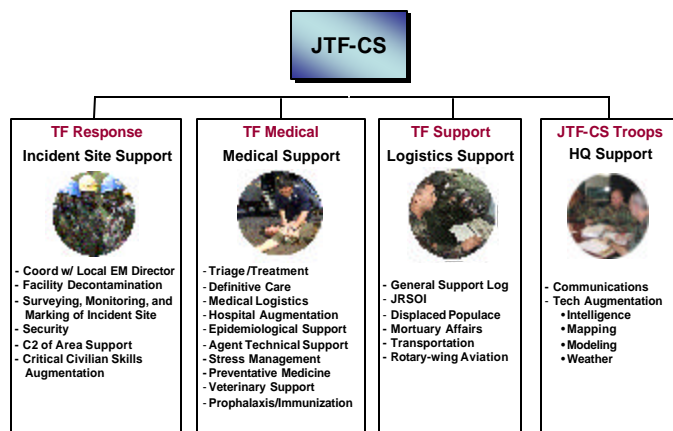 JTF-CS
TF Response
Incident Site Support
- Coord w/ Local EM Director
- Facility Decontamination
- Surveying, Monitoring, and
Marking of Incident Site
- Security
- C2 of Area Support
- Critical Civilian Skills
Augmentation
TF Medical
Medical Support
- Triage/Treatment
- Definitive Care
- Medical Logistics
- Hospital Augmentation
- Epidemiological Support
- Agent Technical Support
- Stress Management
- Preventative Medicine
- Veterinary Support
- Prophalaxis/Immunization
TF Support
Logistics Support
- General Support Log
- JRSOI
- Displaced Populace
- Mortuary Affairs
- Transportation
- Rotary-wing Aviation
JTF-CS Troops
HQ Support
- Communications
- Tech Augmentation
• Intelligence
• Mapping
• Modeling
• Weather